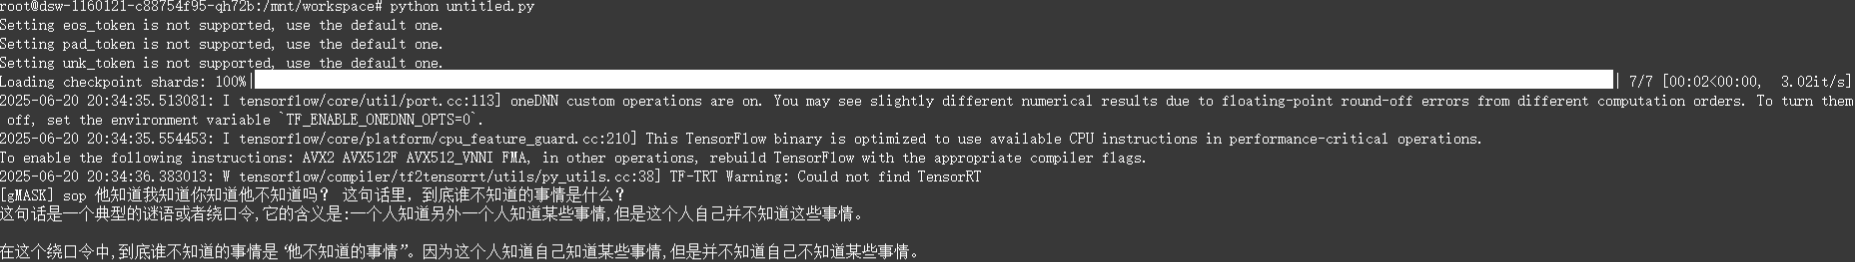 root@dsw-1160121-c88754f95-qh72b:/mnt/workspace# python untitled.py
Setting eos_token is not supported, use the default one.
Setting pad_token is not supported, use the default one.
Setting unk_token is not supported, use the default one.
Loading checkpoint shards: 100%| | 7/7 [00:02<00:00, 3.02it/s]
2025-06-20 20:34:35.513081: I tensorflow/core/util/port.cc:113] oneDNN custom operations are on. You may see slightly different numerical results due to floating-point round-off errors from different computation orders. To turn them
off, set the environment variable `TF_ENABLE_ONEDNN_OPTS=0`.
2025-06-20 20:34:35.554453: I tensorflow/core/platform/cpu_feature_guard.cc:210] This TensorFlow binary is optimized to use available CPU instructions in performance-critical operations.
To enable the following instructions: AVX2 AVX512F AVX512_VNNI FMA, in other operations, rebuild TensorFlow with the appropriate compiler flags.
2025-06-20 20:34:36.383013: W tensorflow/compiler/tf2tensorrt/utils/py_utils.cc:38] TF-TRT Warning: Could not find TensorRT
[gMASK] sop 他知道我知道你知道他不知道吗？ 这句话里，到底谁不知道的事情是什么？
这句话是一个典型的谜语或者绕口令,它的含义是:一个人知道另外一个人知道某些事情,但是这个人自己并不知道这些事情。
在这个绕口令中,到底谁不知道的事情是“他不知道的事情”。因为这个人知道自己知道某些事情,但是并不知道自己不知道某些事情。